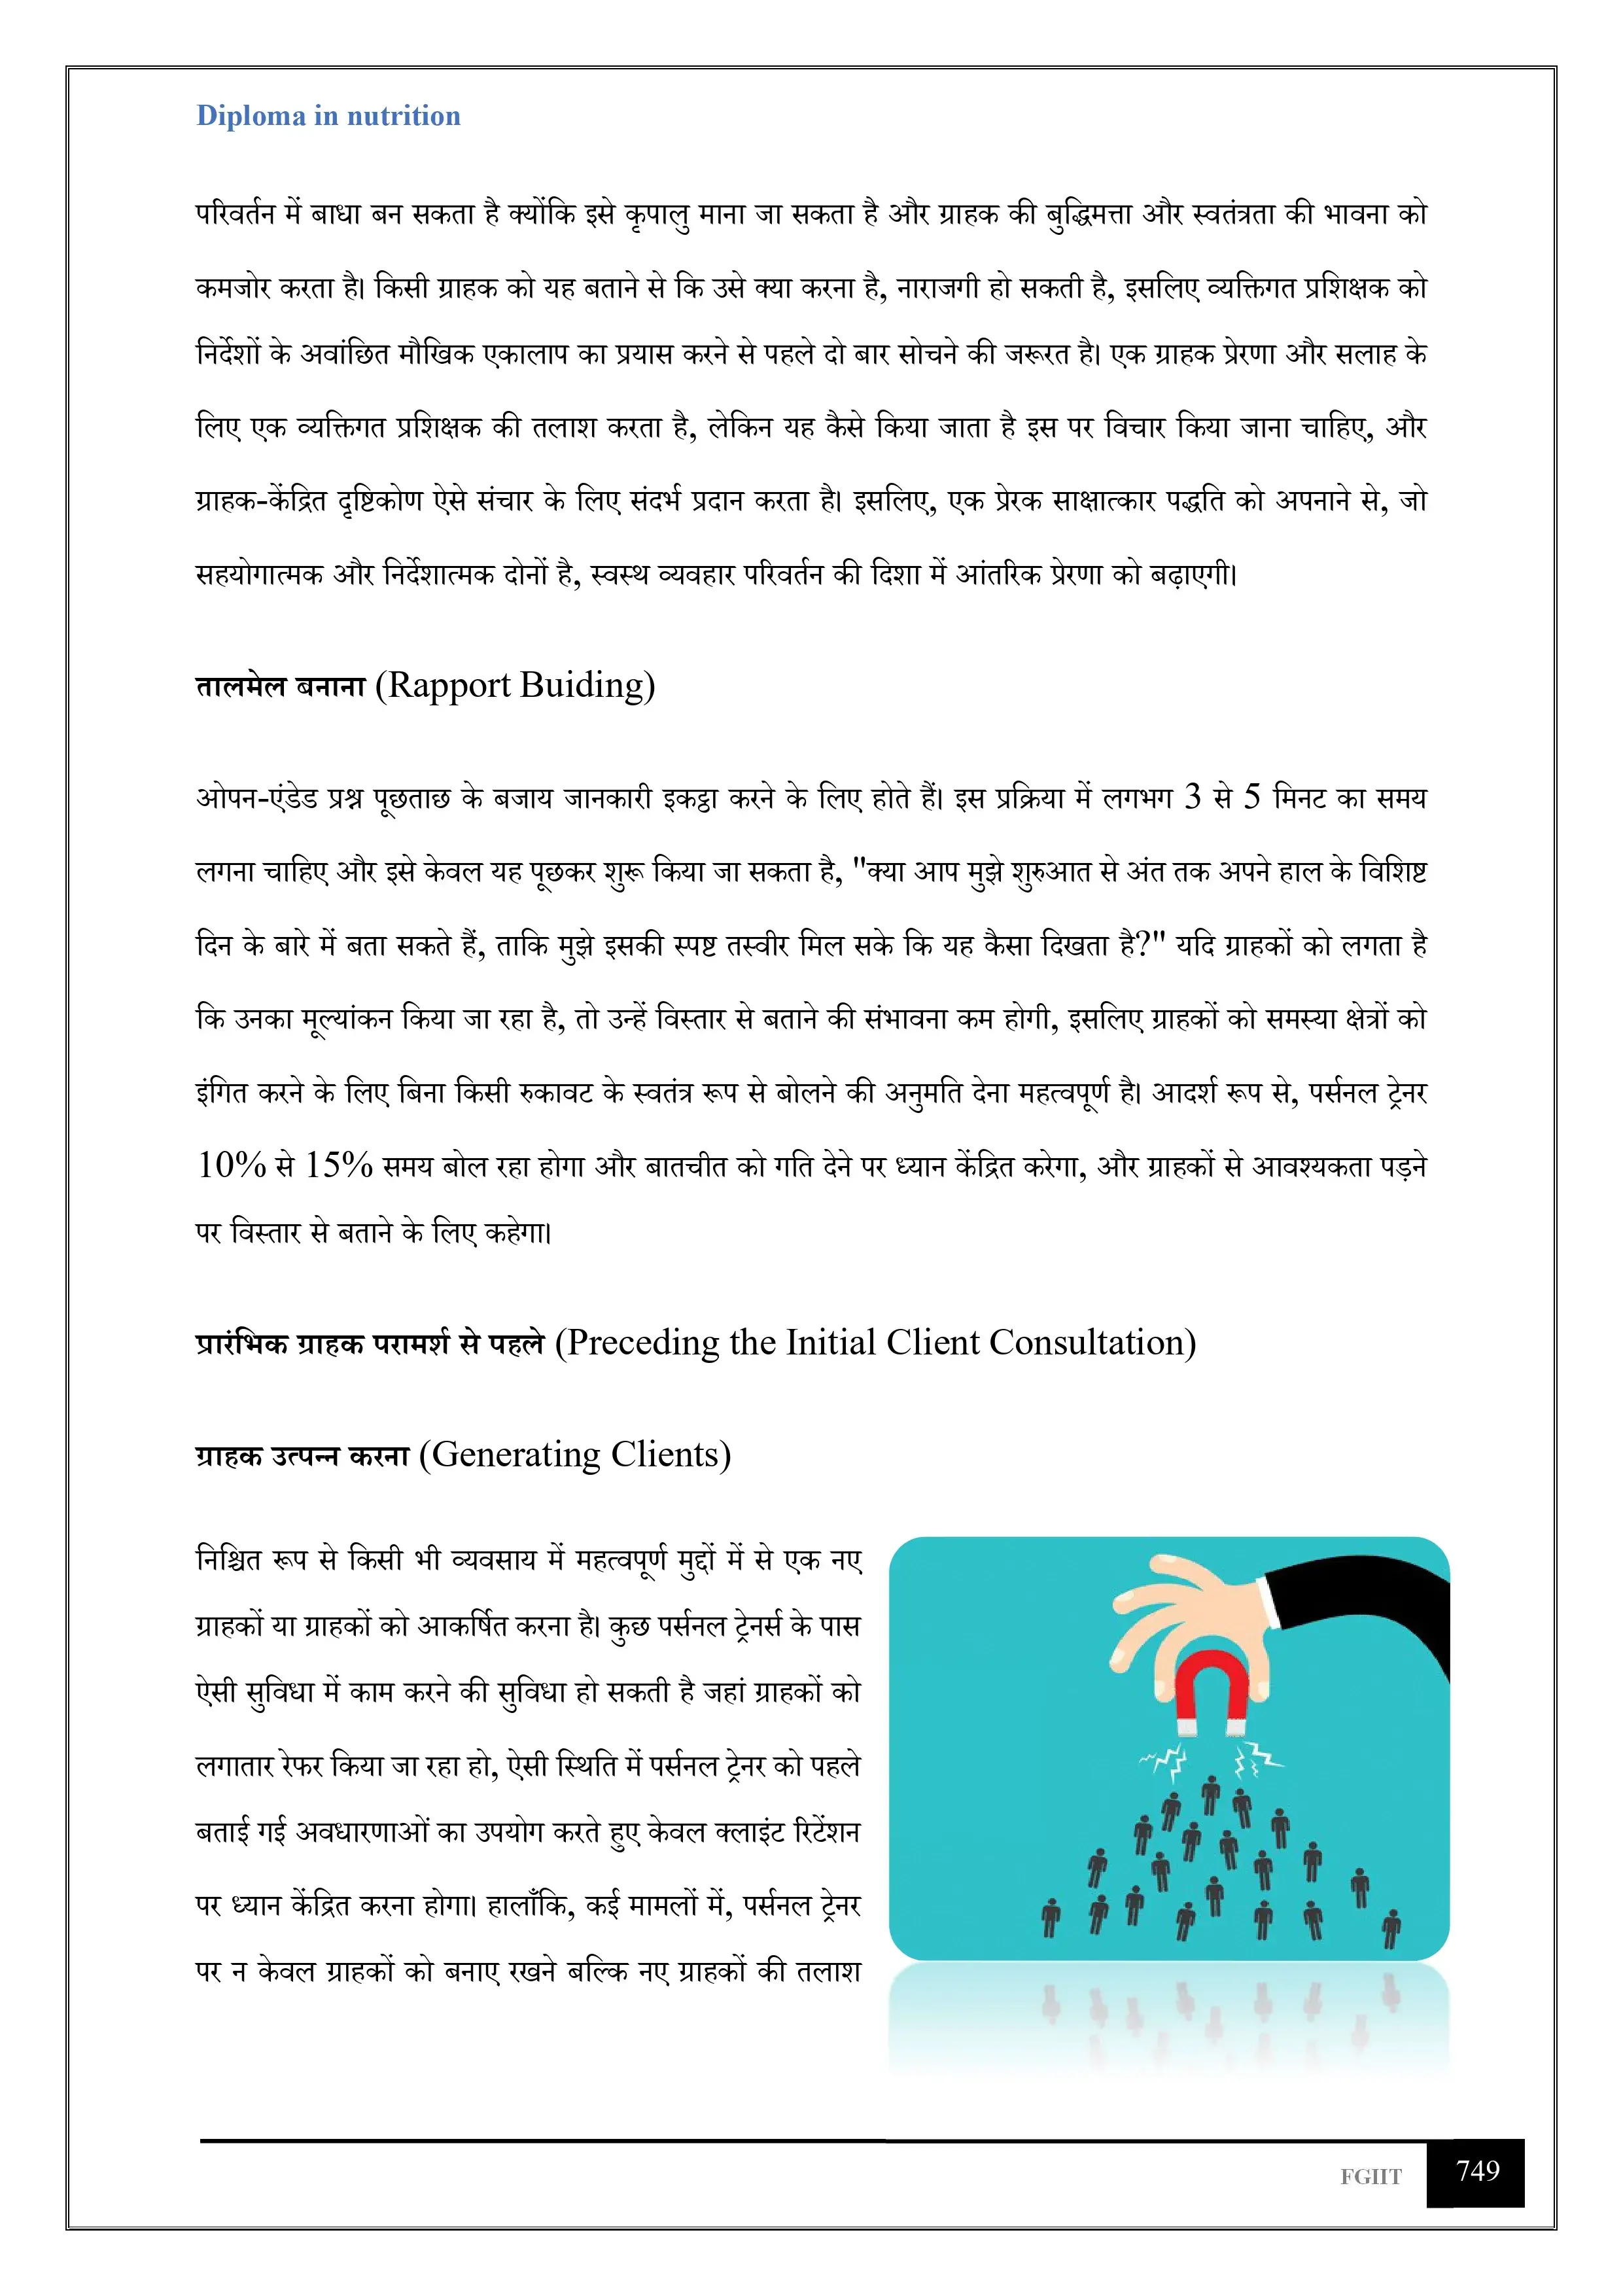 Diploma in nutrition
परिवर्तन में बाधा बन सकता है क्योंकि इसे कृपालु माना जा सकता है और ग्राहक की बुद्धिमत्ता और स्वतंत्रता की भावना को
कमजोर करता है। किसी ग्राहक को यह बताने से कि उसे क्या करना है, नाराजगी हो सकती है, इसलिए व्यक्तिगत प्रशिक्षक को
निर्देशों के अवांछित मौखिक एकालाप का प्रयास करने से पहले दो बार सोचने की जरूरत है। एक ग्राहक प्रेरणा और सलाह के
लिए एक व्यक्तिगत प्रशिक्षक की तलाश करता है, लेकिन यह कैसे किया जाता है इस पर विचार किया जाना चाहिए, और
ग्राहक-केंद्रित दृष्टिकोण ऐसे संचार के लिए संदर्भ प्रदान करता है। इसलिए, एक प्रेरक साक्षात्कार पद्धति को अपनाने से, जो
सहयोगात्मक और निर्देशात्मक दोनों है, स्वस्थ व्यवहार परिवर्तन की दिशा में आंतरिक प्रेरणा को बढ़ाएगी।
तालमेल बनाना (Rapport Buiding)
ओपन-एंडेड प्रश्न पूछताछ के बजाय जानकारी इकट्ठा करने के लिए होते हैं। इस प्रक्रिया में लगभग 3 से 5 मिनट का समय
लगना चाहिए और इसे केवल यह पूछकर शुरू किया जा सकता है, "क्या आप मुझे शुरुआत से अंत तक अपने हाल के विशिष्ट
दिन के बारे में बता सकते हैं, ताकि मुझे इसकी स्पष्ट तस्वीर मिल सके कि यह कैसा दिखता है?" यदि ग्राहकों को लगता है
कि उनका मूल्यांकन किया जा रहा है, तो उन्हें विस्तार से बताने की संभावना कम होगी, इसलिए ग्राहकों को समस्या क्षेत्रों को
इंगित करने के लिए बिना किसी रुकावट के स्वतंत्र रूप से बोलने की अनुमति देना महत्वपूर्ण है। आदर्श रूप से, पर्सनल ट्रेनर
10% से 15% समय बोल रहा होगा और बातचीत को गति देने पर ध्यान केंद्रित करेगा, और ग्राहकों से आवश्यकता पड़ने
पर विस्तार से बताने के लिए कहेगा।
प्रारंभिक ग्राहक परामर्श से पहले (Preceding the Initial Client Consultation)
ग्राहक उत्पन्न करना (Generating Clients)
निश्चित रूप से किसी भी व्यवसाय में महत्वपूर्ण मुद्दों में से एक नए
ग्राहकों या ग्राहकों को आकर्षित करना है। कुछ पर्सनल ट्रेनर्स के पास
ऐसी सुविधा में काम करने की सुविधा हो सकती है जहां ग्राहकों को
लगातार रेफर किया जा रहा हो, ऐसी स्थिति में पर्सनल ट्रेनर को पहले
बताई गई अवधारणाओं का उपयोग करते हुए केवल क्लाइंट रिटेंशन
पर ध्यान केंद्रित करना होगा। हालाँकि, कई मामलों में, पर्सनल ट्रेनर
पर न केवल ग्राहकों को बनाए रखने बल्कि नए ग्राहकों की तलाश
FGIIT 749